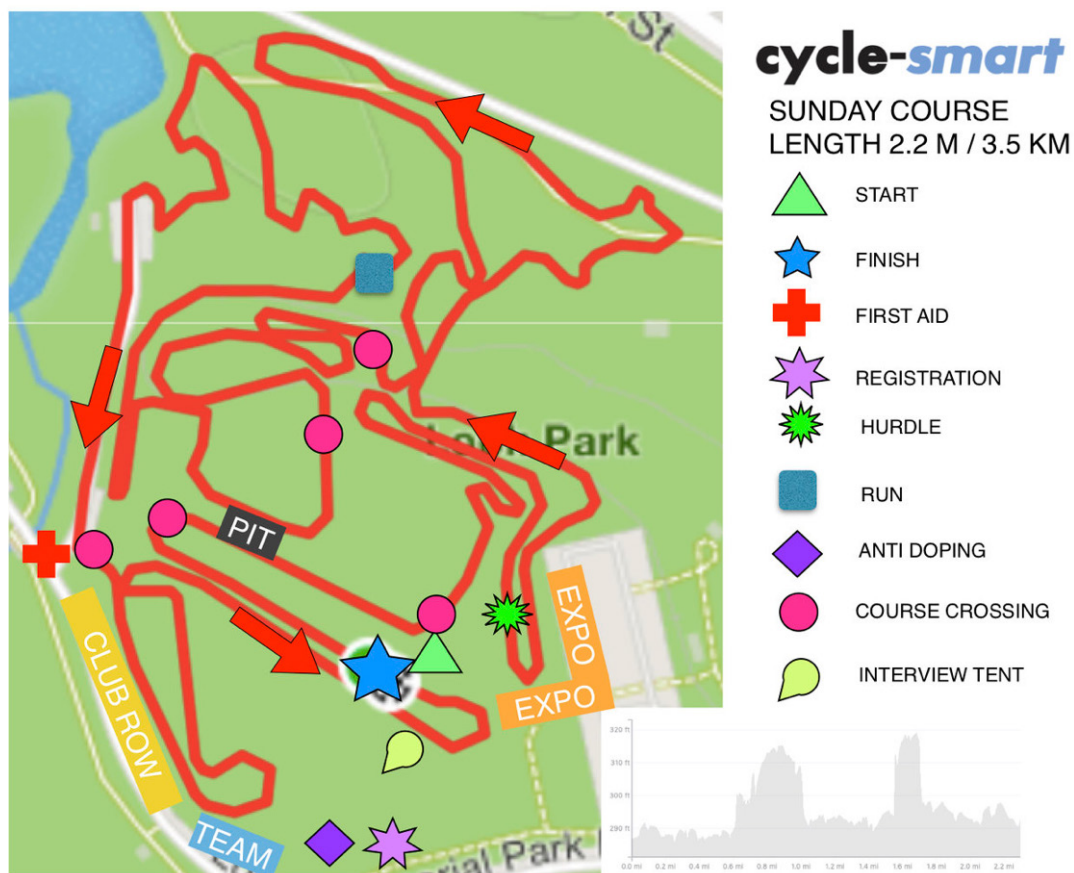 St
Park
PIT
CLUB ROW
EXPO
EXPO
TEAM
rial Park
cycle-smart
SUNDAY COURSE
LENGTH 2.2 M / 3.5 KM
START
FINISH
FIRST AID
REGISTRATION
HURDLE
RUN
ANTI DOPING
COURSE CROSSING
INTERVIEW TENT
320 ft
310 ft
300 ft
290 ft
0.0 mi 0.2 mi 0.4 mi 0.6 mi 0.8 mi 1.0 mi 1.2 mi 1.4 mi 1.6 mi 1.8 mi 2.0 mi 2.2 mi